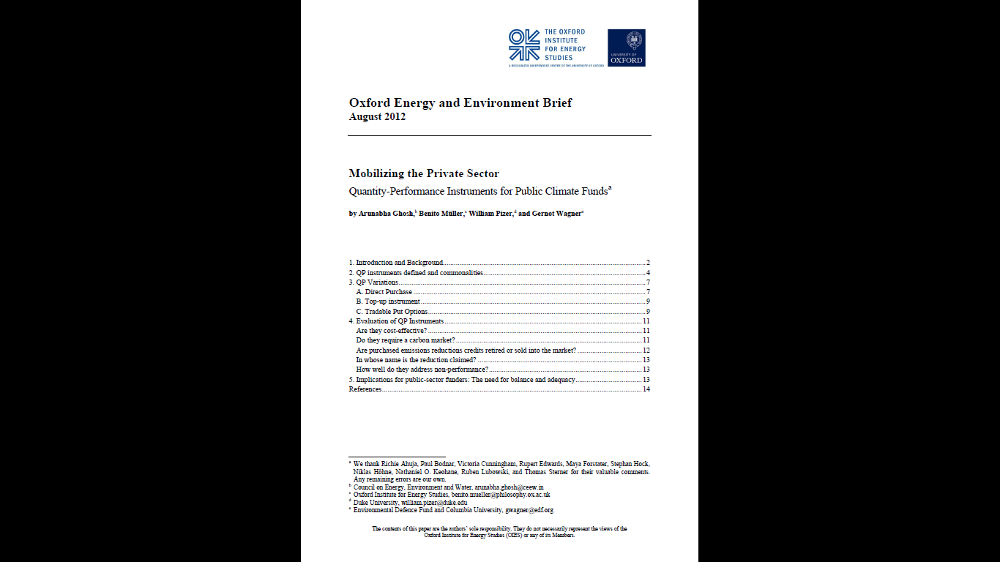 THE OXFORD
INSTITUTE
FOR ENERGY
STUDIES
A RECOGNIZED INDEPENDENT CENTRE OF THE UNIVERSITY OF OXFORD
UNIVERSITY OF
OXFORD
Oxford Energy and Environment Brief
August 2012
Mobilizing the Private Sector
Quantity-Performance Instruments for Public Climate Funds^a
by Arunabha Ghosh,^b Benito Müller,^c William Pizer,^d and Gernot Wagner^e
1. Introduction and Background....................2
2. QP instruments defined and commonalities....................4
3. QP Variations....................7
A. Direct Purchase....................7
B. Top-up instrument....................9
C. Tradable Put Options....................9
4. Evaluation of QP Instruments....................11
Are they cost-effective?....................11
Do they require a carbon market?....................11
Are purchased emissions reductions credits retired or sold into the market?....................12
In whose name is the reduction claimed?....................13
How well do they address non-performance?....................13
5. Implications for public-sector funders: The need for balance and adequacy....................13
References....................14
a We thank Richie Ahuja, Paul Bodnar, Victoria Cunningham, Rupert Edwards, Maya Forstater, Stephan Hock,
Niklas Höhne, Nathaniel O. Keohane, Ruben Lubowski, and Thomas Sterner for their valuable comments.
Any remaining errors are our own.
b Council on Energy, Environment and Water, arunabha.ghosh@ceew.in
c Oxford Institute for Energy Studies, benito.mueller@philosophy.ox.ac.uk
d Duke University, william.pizer@duke.edu
e Environmental Defence Fund and Columbia University, gwagner@edf.org
The contents of this paper are the authors' sole responsibility. They do not necessarily represent the views of the
Oxford Institute for Energy Studies (OIES) or any of its Members.